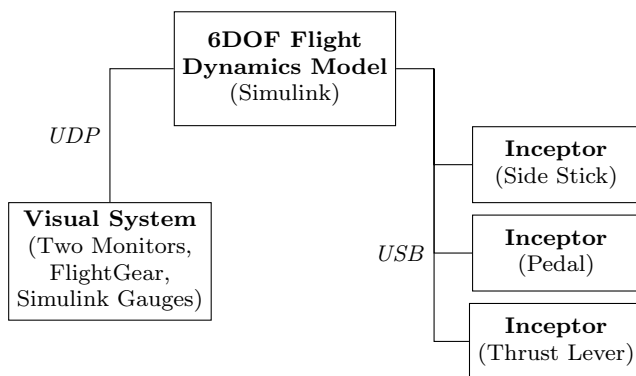 6DOF Flight
Dynamics Model
(Simulink)
UDP
Visual System
(Two Monitors,
FlightGear,
Simulink Gauges)
USB
Inceptor
(Side Stick)
Inceptor
(Pedal)
Inceptor
(Thrust Lever)